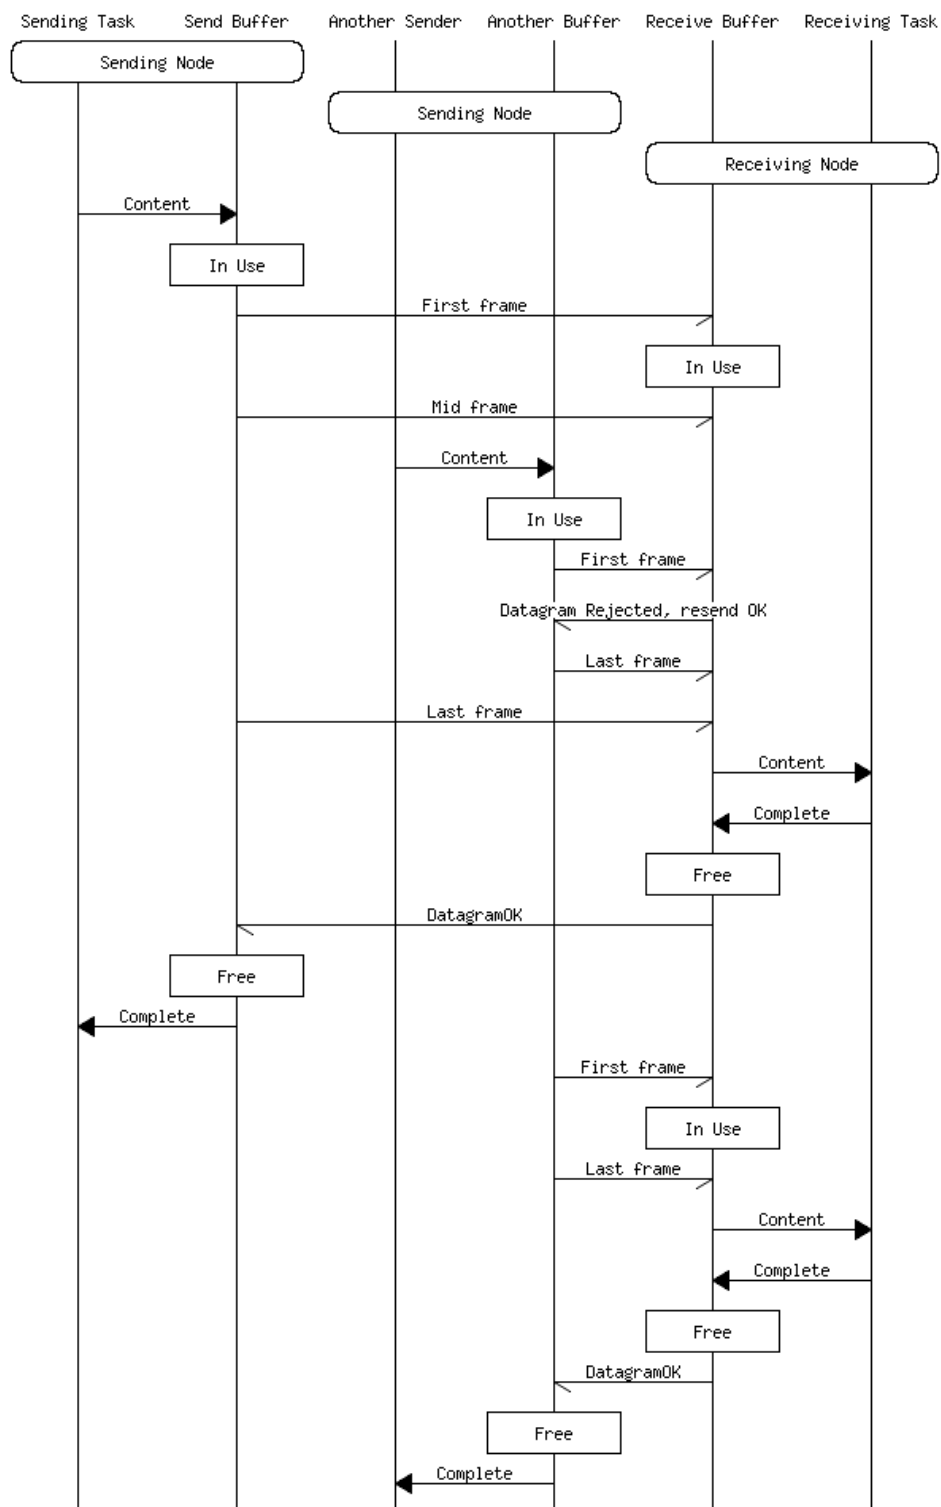 Sending Task Send Buffer Another Sender Another Buffer Receive Buffer Receiving Task
Sending Node
Sending Node
Receiving Node
Content
In Use
First frame
In Use
Mid frame
Content
In Use
First frame
Datagram Rejected, resend OK
Last frame
Last frame
Content
Complete
Free
DatagramOK
Free
Complete
First frame
In Use
Last frame
Content
Complete
Free
DatagramOK
Free
Complete